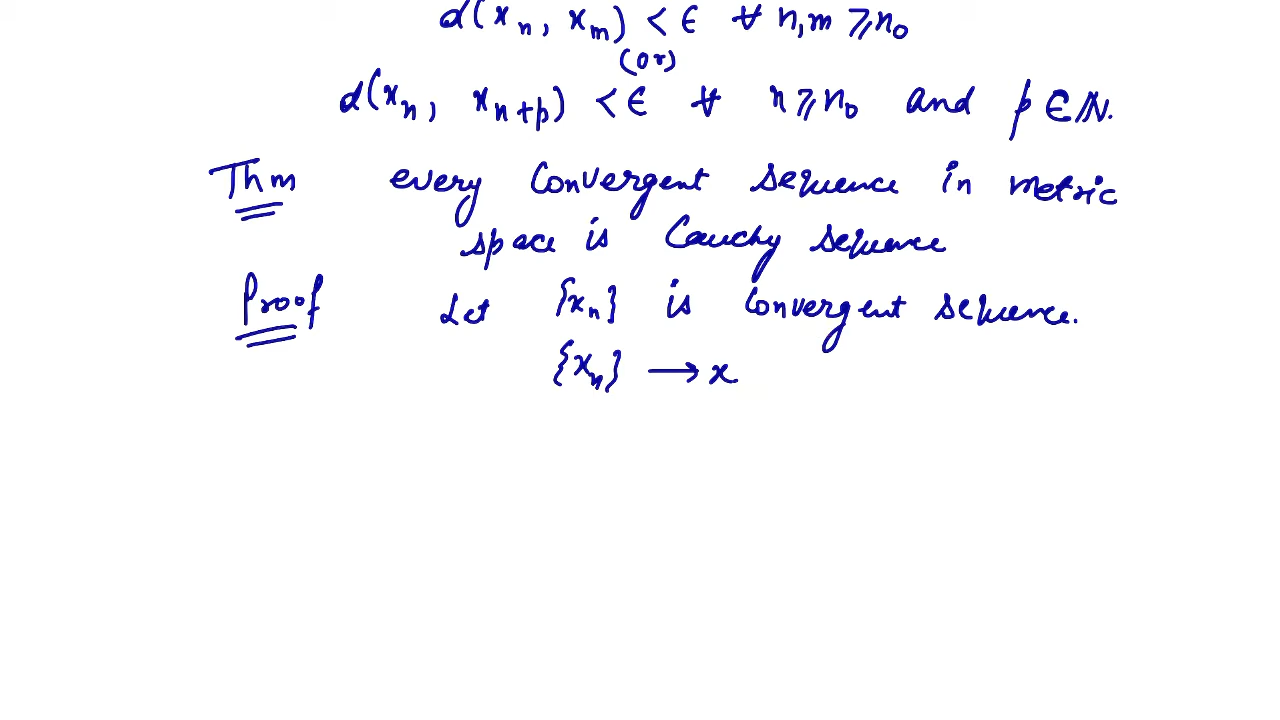 d(xₙ, xₘ) < ϵ ∀ n,m ⩾ n₀
(or)
d(xₙ, xₙ₊ₚ) < ϵ ∀ n ⩾ n₀ and p ∈ ℕ.
Thm every Convergent sequence in metric
space is Cauchy sequence
Proof Let {xₙ} is Convergent sequence.
{xₙ} ⟶ x